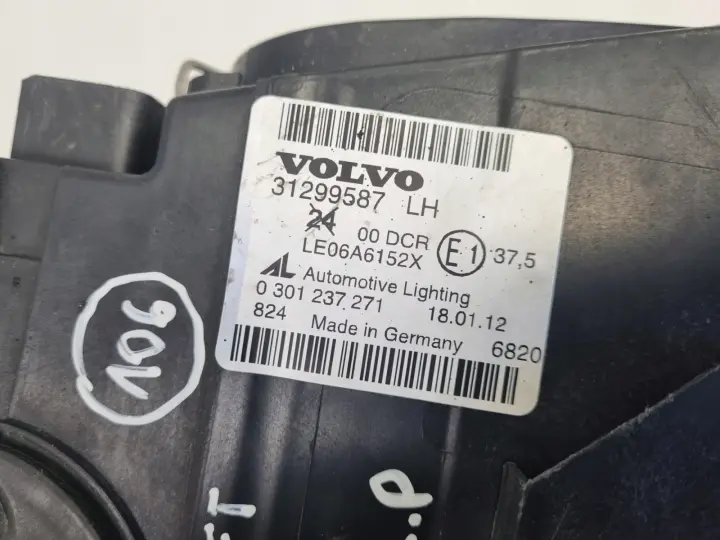 VOLVO
31299587 LH
24 00 DCR E1 37,5
LE06A6152X
AL Automotive Lighting
0 301 237 271 18.01.12
824 Made in Germany 6820
106